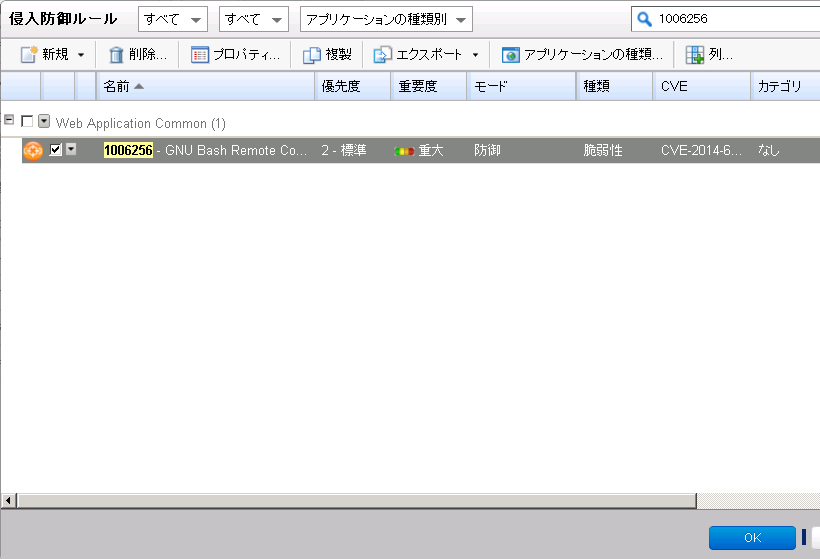 侵入防御ルール すべて すべて アプリケーションの種類別 1006256
新規 削除... プロパティ... 複製 エクスポート アプリケーションの種類... 列...
名前 優先度 重要度 モード 種類 CVE カテゴリ
Web Application Common (1)
1006256 - GNU Bash Remote Co... 2 - 標準 重大 防御 脆弱性 CVE-2014-6... なし
OK